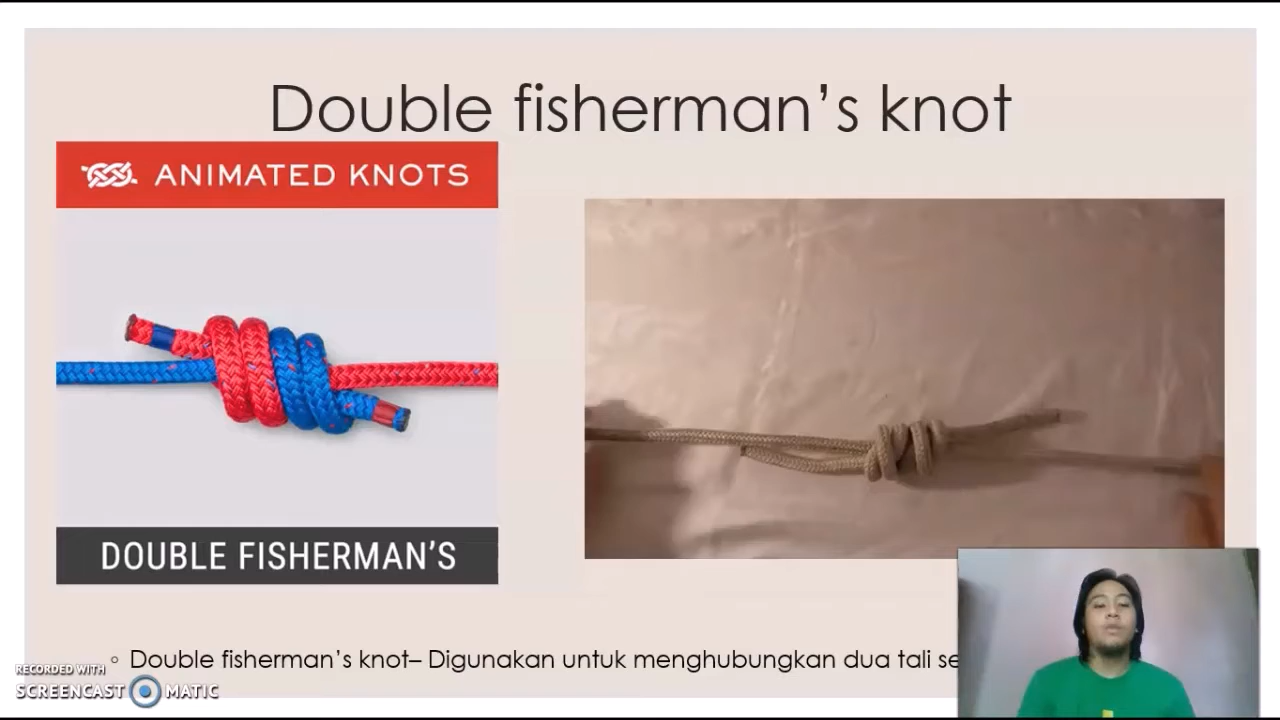 Double fisherman’s knot
ANIMATED KNOTS
DOUBLE FISHERMAN’S
◦ Double fisherman’s knot– Digunakan untuk menghubungkan dua tali
RECORDED WITH
SCREENCAST MATIC